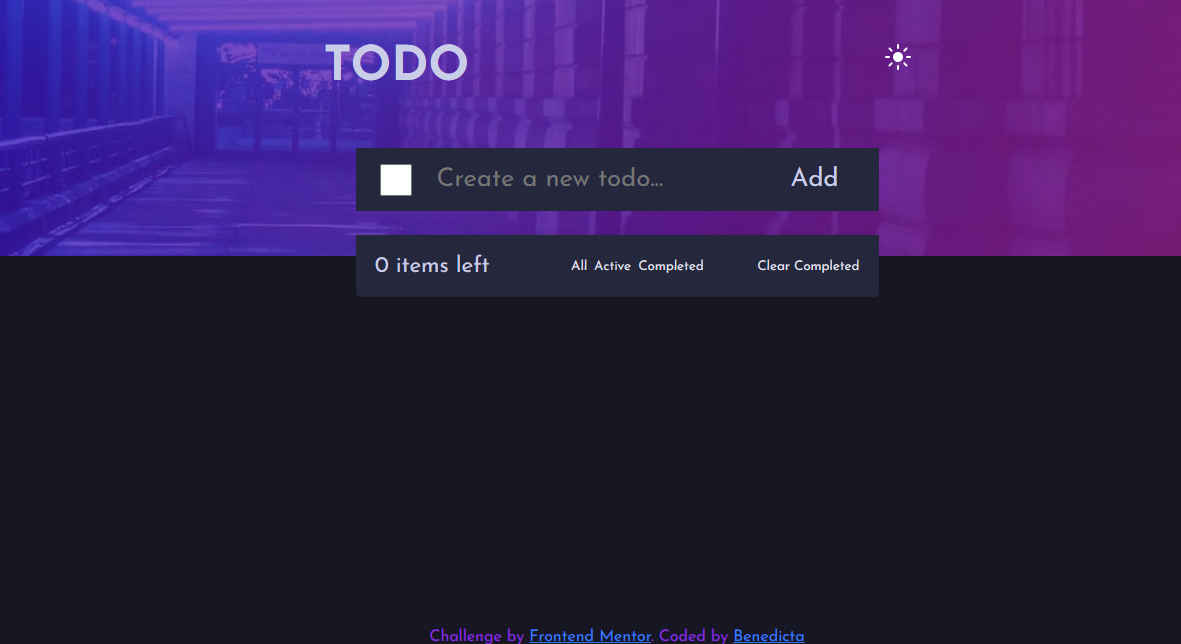 TODO
Create a new todo...
Add
0 items left
All Active Completed
Clear Completed
Challenge by Frontend Mentor. Coded by Benedicta